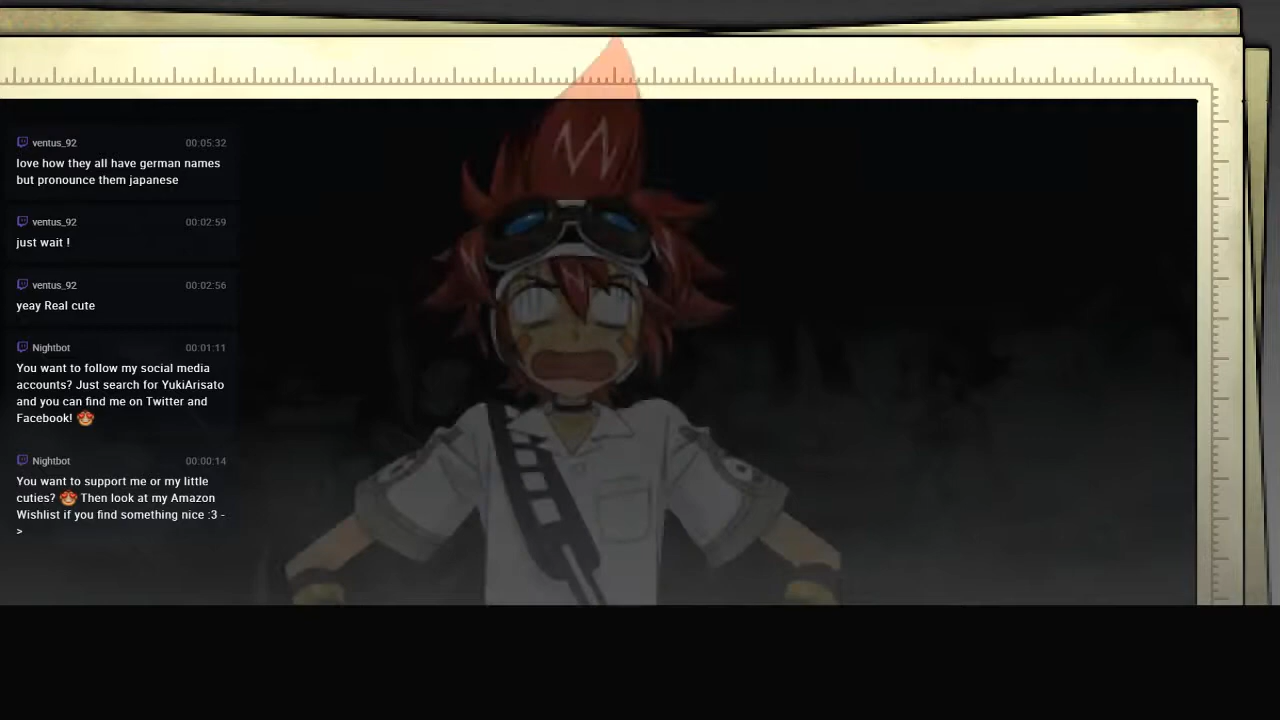 ventus_92 00:05:32
love how they all have german names
but pronounce them japanese
ventus_92 00:02:59
just wait !
ventus_92 00:02:56
yeay Real cute
Nightbot 00:01:11
You want to follow my social media
accounts? Just search for YukiArisato
and you can find me on Twitter and
Facebook! 😍
Nightbot 00:00:14
You want to support me or my little
cuties? 😍 Then look at my Amazon
Wishlist if you find something nice :3 -
>